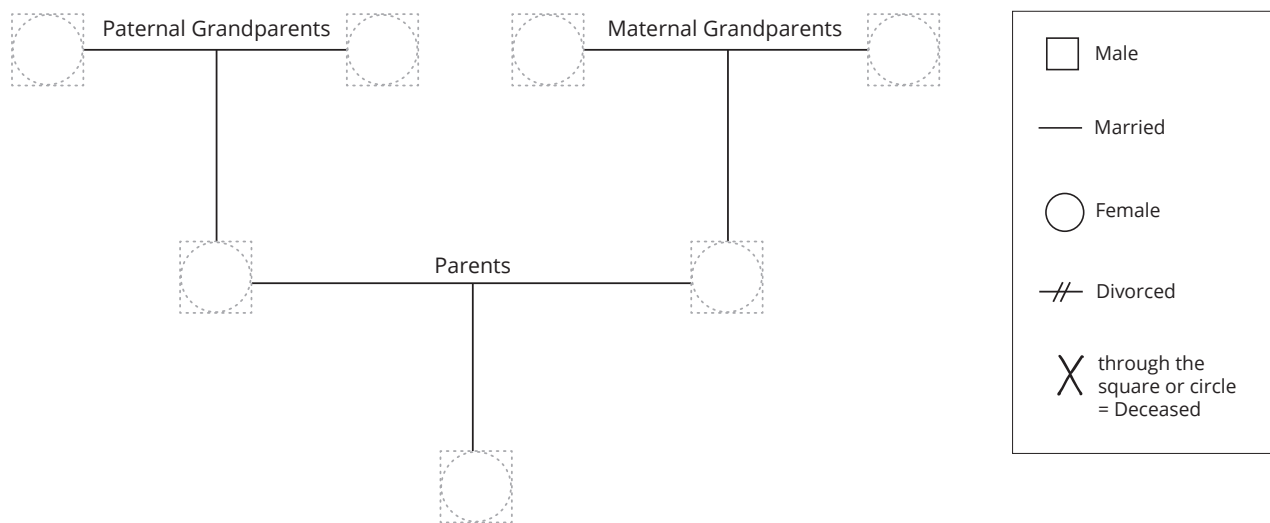 Paternal Grandparents
Maternal Grandparents
Parents
Male
Married
Female
Divorced
through the
square or circle
= Deceased